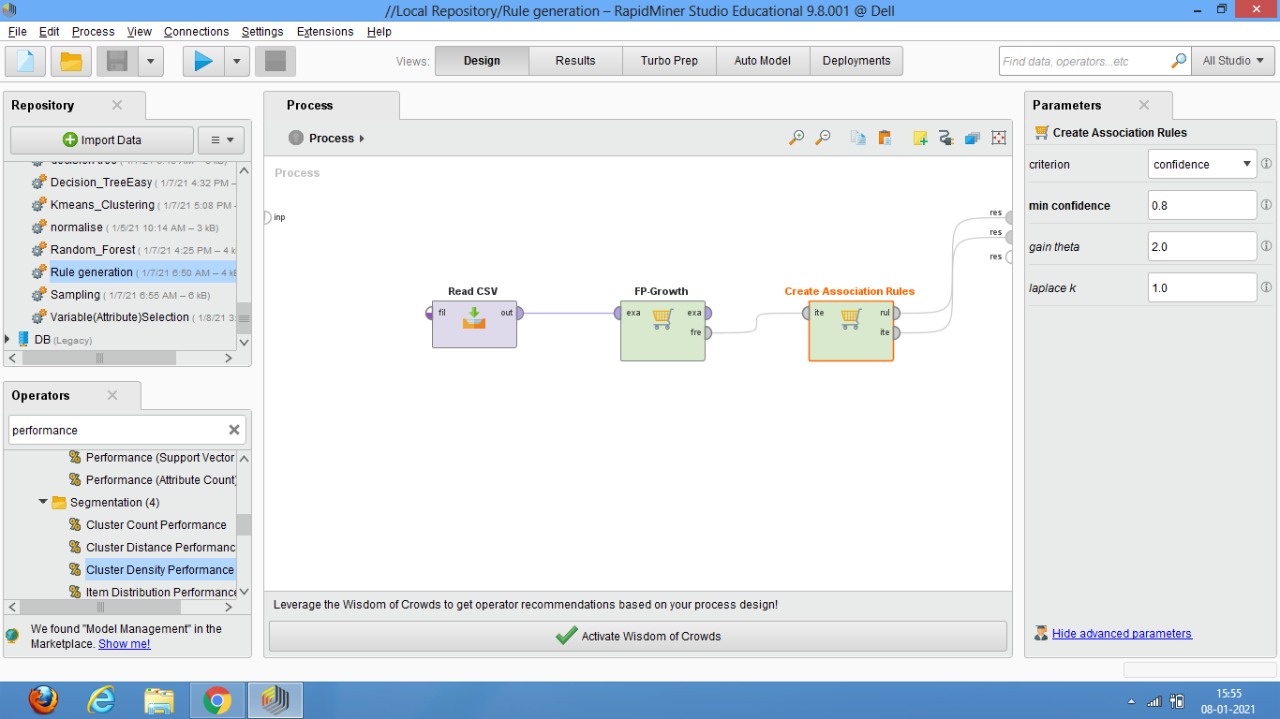 //Local Repository/Rule generation – RapidMiner Studio Educational 9.8.001 @ Dell
File Edit Process View Connections Settings Extensions Help
Views: Design Results Turbo Prep Auto Model Deployments
Find data, operators...etc
All Studio
Repository
Import Data
Decision_TreeEasy ( 1/7/21 4:32 PM –
Kmeans_Clustering ( 1/7/21 5:08 PM -
normalise ( 1/5/21 10:14 AM – 3 kB)
Random_Forest ( 1/7/21 4:25 PM – 4 k
Rule generation ( 1/7/21 6:50 AM – 4 kB
Sampling ( 1/7/21 6:55 AM – 6 kB)
Variable(Attribute)Selection ( 1/8/21 3:
DB (Legacy)
Operators
performance
Performance (Support Vector
Performance (Attribute Count)
Segmentation (4)
Cluster Count Performance
Cluster Distance Performanc
Cluster Density Performance
Item Distribution Performance
We found "Model Management" in the
Marketplace. Show me!
Process
Process
Process
inp
res
res
res
Read CSV
fil out
FP-Growth
exa exa
fre
Create Association Rules
ite rul
ite
Leverage the Wisdom of Crowds to get operator recommendations based on your process design!
Activate Wisdom of Crowds
Parameters
Create Association Rules
criterion confidence
min confidence 0.8
gain theta 2.0
laplace k 1.0
Hide advanced parameters
15:55
08-01-2021